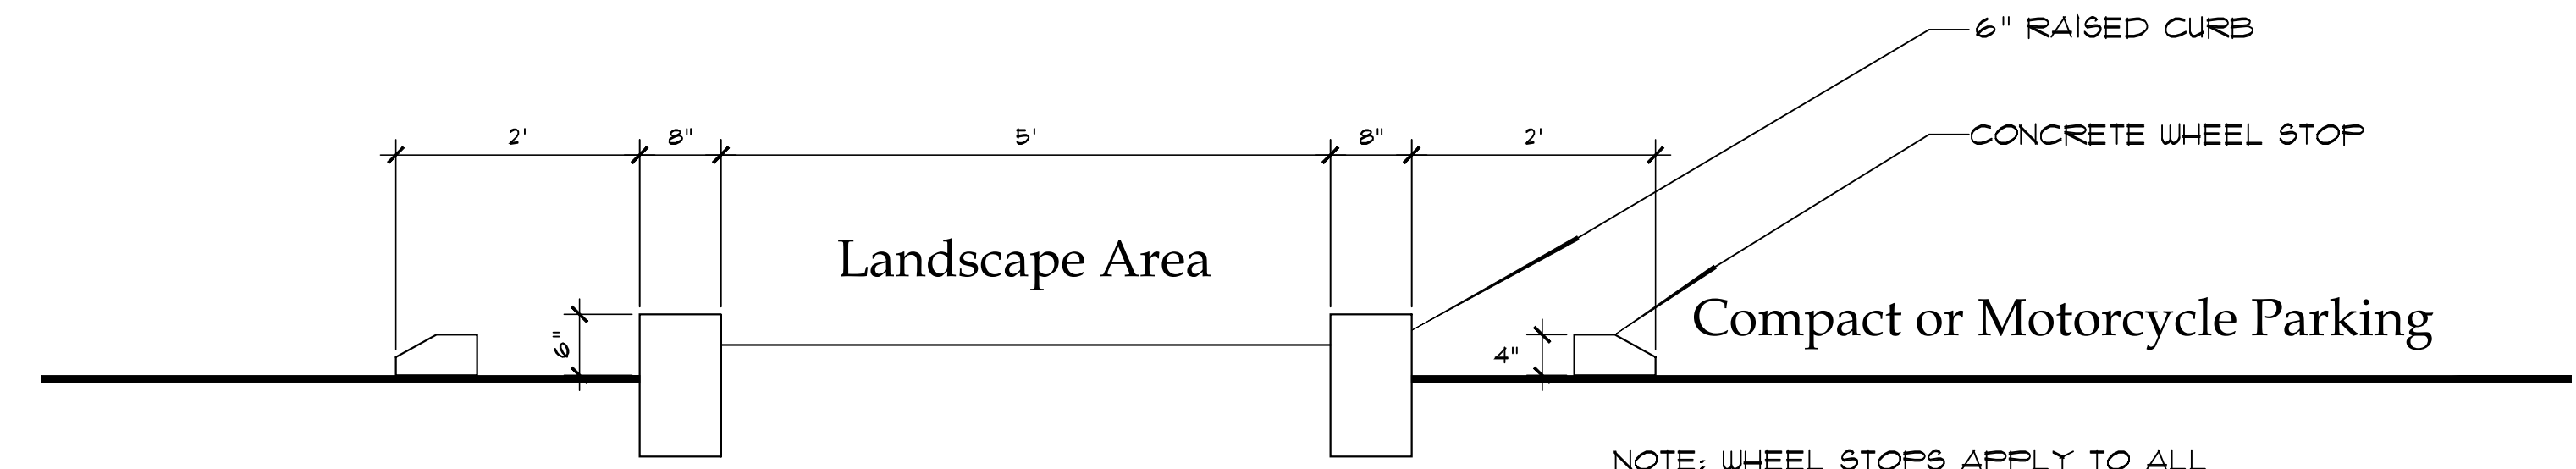 6" RAISED CURB
CONCRETE WHEEL STOP
2' 8" 5' 8" 2'
Landscape Area
Compact or Motorcycle Parking
6"
4"
NOTE: WHEEL STOPS APPLY TO ALL